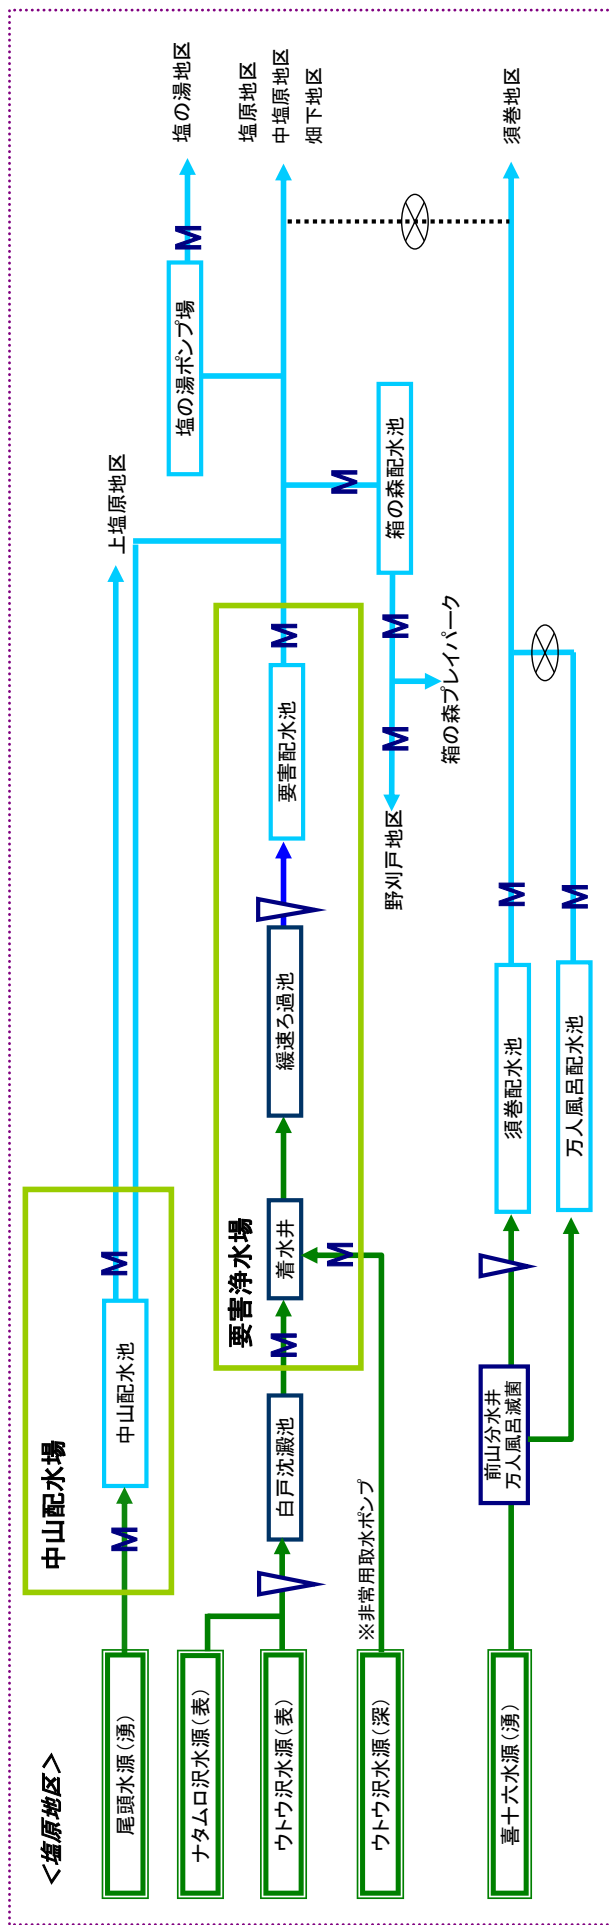 ＜塩原地区＞
尾頭水源（湧）
M
中山配水場
中山配水池
M
上塩原地区
ナタムロ沢水源（表）
ウトウ沢水源（表）
白戸沈澱池
M
要害浄水場
着水井
緩速ろ過池
要害配水池
M
塩の湯ポンプ場
M
塩の湯地区
塩原地区
中塩原地区
畑下地区
ウトウ沢水源（深）
※非常用取水ポンプ
M
M
箱の森配水池
M
M
野刈戸地区
箱の森プレイパーク
喜十六水源（湧）
前山分水井
万人風呂滅菌
須巻配水池
M
須巻地区
万人風呂配水池
M